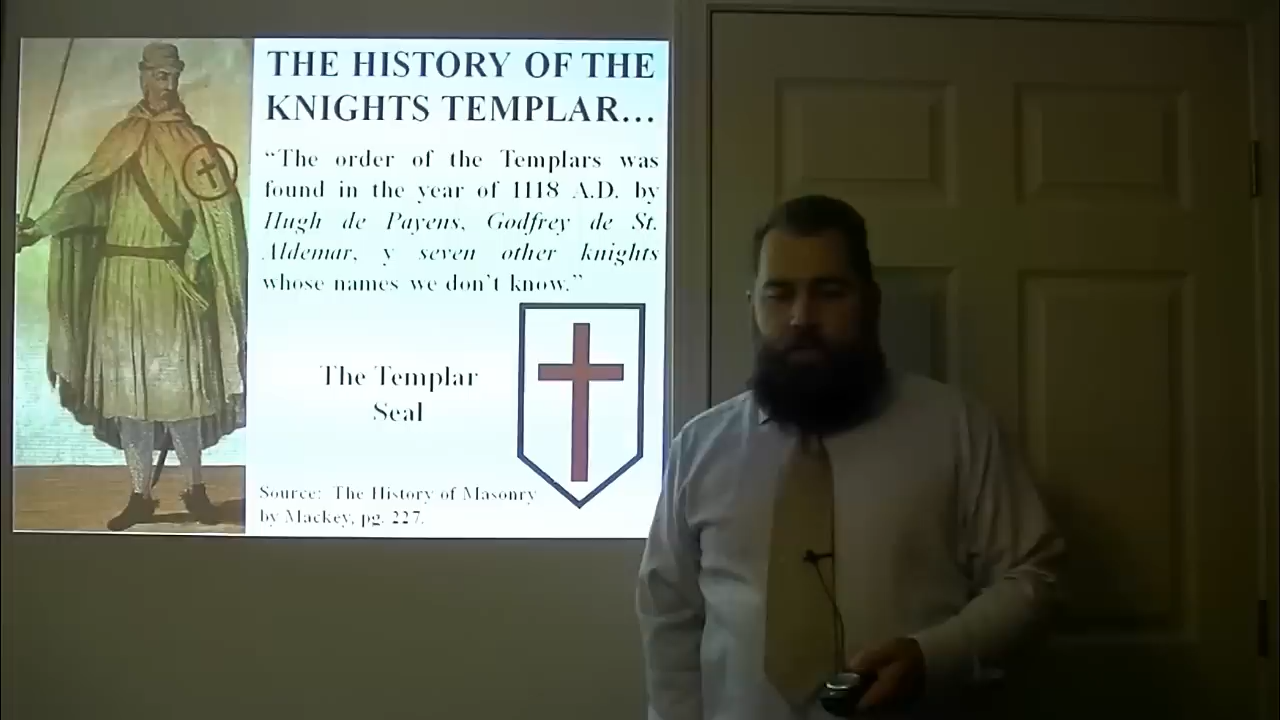 THE HISTORY OF THE
KNIGHTS TEMPLAR...
“The order of the Templars was
found in the year of 1118 A.D. by
Hugh de Payens, Godfrey de St.
Aldemar, y seven other knights
whose names we don't know.”
The Templar
Seal
Source: The History of Masonry
by Mackey, pg. 227.